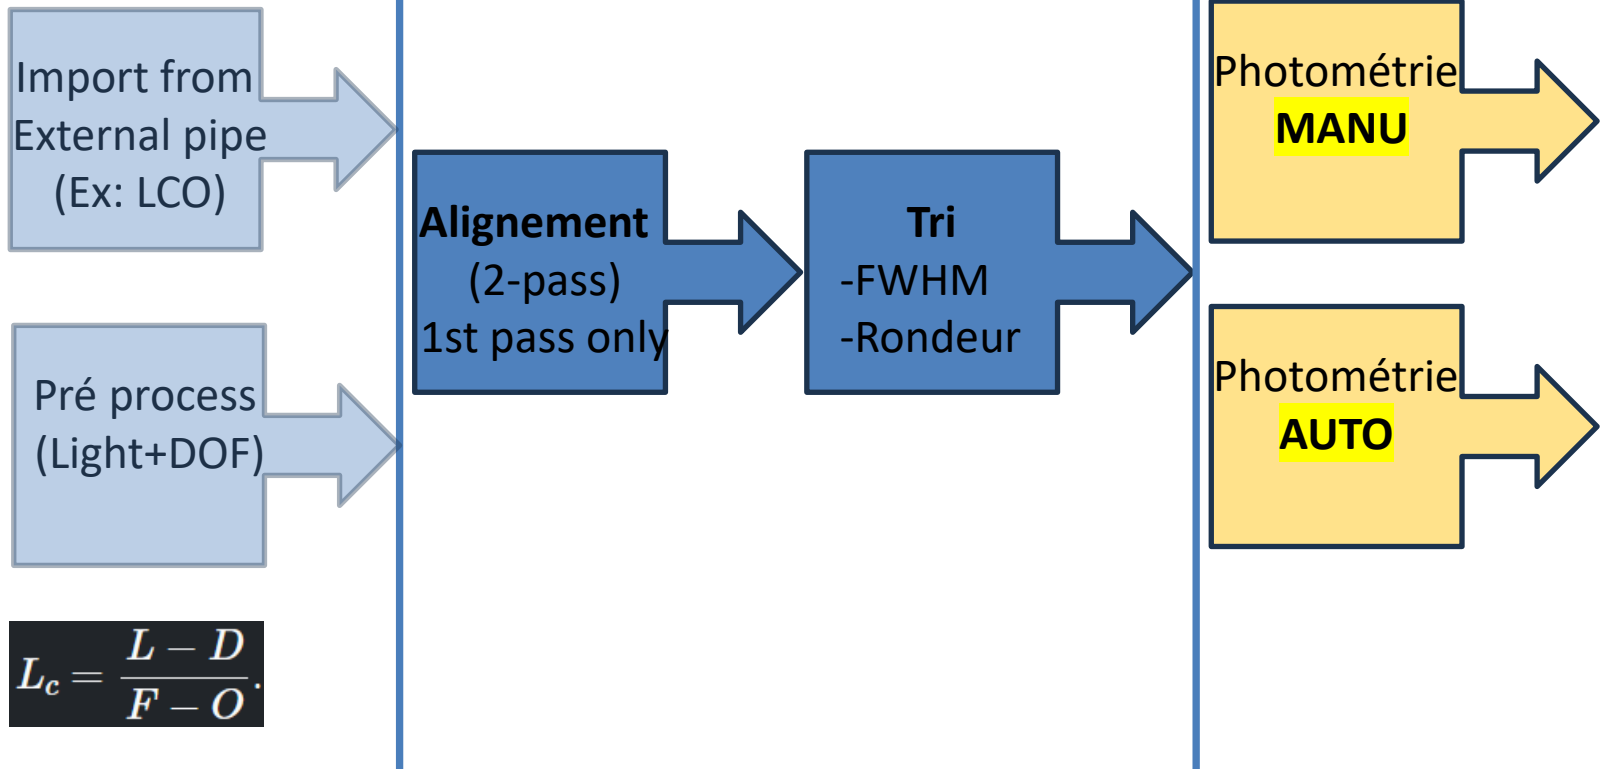 Import from
External pipe
(Ex: LCO)
Pré process
(Light+DOF)
L_c = \frac{L - D}{F - O}.
Alignement
(2-pass)
1st pass only
Tri
-FWHM
-Rondeur
Photométrie
MANU
Photométrie
AUTO